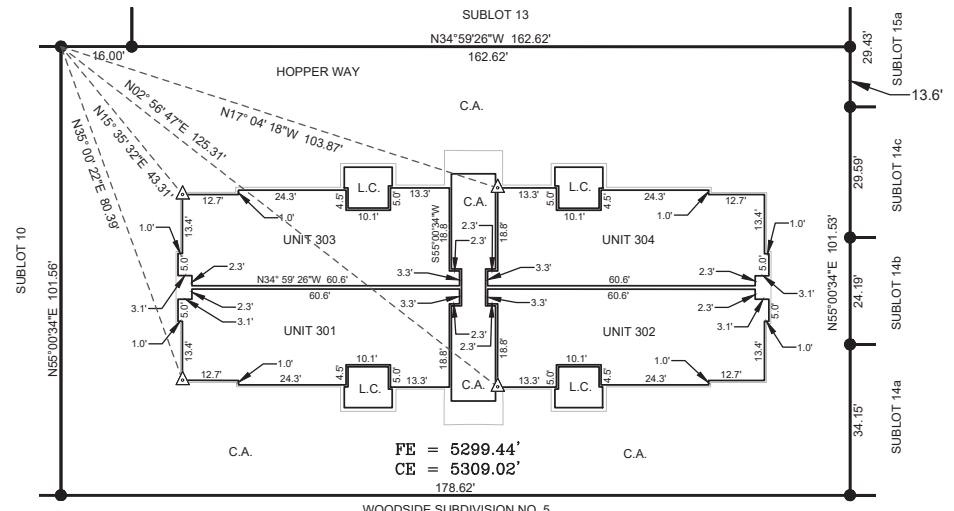 SUBLOT 13
N34°59'26"W 162.62'
162.62'
16.00'
HOPPER WAY
C.A.
SUBLOT 15a
29.43'
13.6'
N02° 56' 47"E 125.31'
N17° 04' 18"W 103.87'
N15° 35' 32"E 43.31'
N35° 00' 22"E 80.39'
SUBLOT 14c
29.59'
12.7'
24.3'
1.0'
4.5'
L.C.
10.1'
5.0'
13.3'
C.A.
13.3'
5.0'
L.C.
10.1'
4.5'
24.3'
1.0'
12.7'
13.4'
1.0'
5.0'
UNIT 303
S55°00'34"W
18.8'
2.3'
2.3'
18.8'
UNIT 304
13.4'
1.0'
5.0'
2.3'
3.1'
3.3'
3.3'
2.3'
3.1'
N34° 59' 26"W 60.6'
60.6'
60.6'
60.6'
SUBLOT 10
N55°00'34"E 101.56'
N55°00'34"E 101.53'
24.19'
SUBLOT 14b
5.0'
2.3'
3.1'
1.0'
3.3'
3.3'
2.3'
3.1'
5.0'
1.0'
13.4'
UNIT 301
18.8'
2.3'
2.3'
18.8'
UNIT 302
13.4'
12.7'
1.0'
24.3'
10.1'
4.5'
L.C.
5.0'
13.3'
C.A.
13.3'
5.0'
10.1'
L.C.
4.5'
24.3'
1.0'
12.7'
34.15'
SUBLOT 14a
C.A.
FE = 5299.44'
CE = 5309.02'
C.A.
178.62'
WOODSIDE SUBDIVISION NO. 5